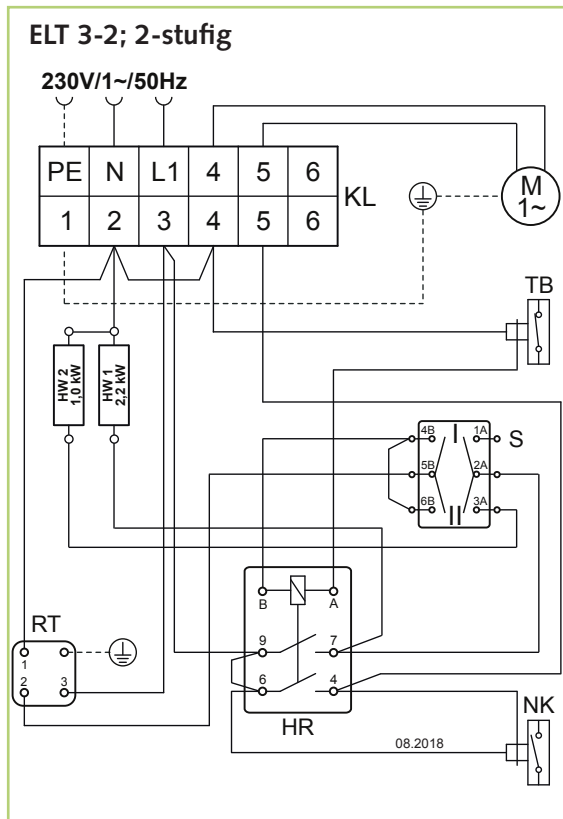 ELT 3-2; 2-stufig
230V/1~/50Hz
PE N L1 4 5 6
KL
1 2 3 4 5 6
M
1~
TB
HW 2
1,0 kW
HW 1
2,2 kW
4B I 1A S
5B 2A
6B II 3A
B A
RT
1
2 3
9 7
6 4
HR
NK
08.2018